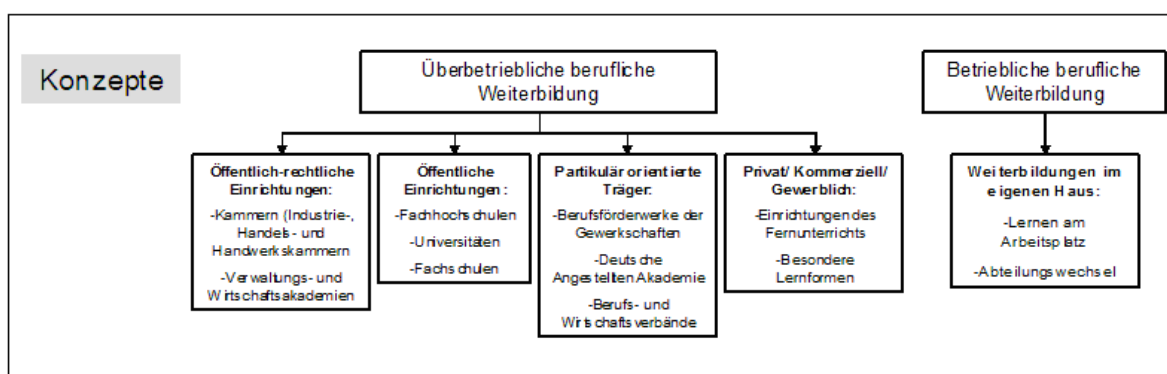 Konzepte
Überbetriebliche berufliche
Weiterbildung
Betriebliche berufliche
Weiterbildung
Öffentlich-rechtliche
Einrichtungen:
-Kammern (Industrie-,
Handels- und
Handwerkskammern
-Verwaltungs- und
Wirtschaftsakademien
Öffentliche
Einrichtungen:
-Fachhochschulen
-Universitäten
-Fachschulen
Partikulär orientierte
Träger:
-Berufsförderwerke der
Gewerkschaften
-Deutsche
Angestellten Akademie
-Berufs- und
Wirtschaftsverbände
Privat/ Kommerziell/
Gewerblich:
-Einrichtungen des
Fernunterrichts
-Besondere
Lernformen
Weiterbildungen im
eigenen Haus:
-Lernen am
Arbeitsplatz
-Abteilungswechsel